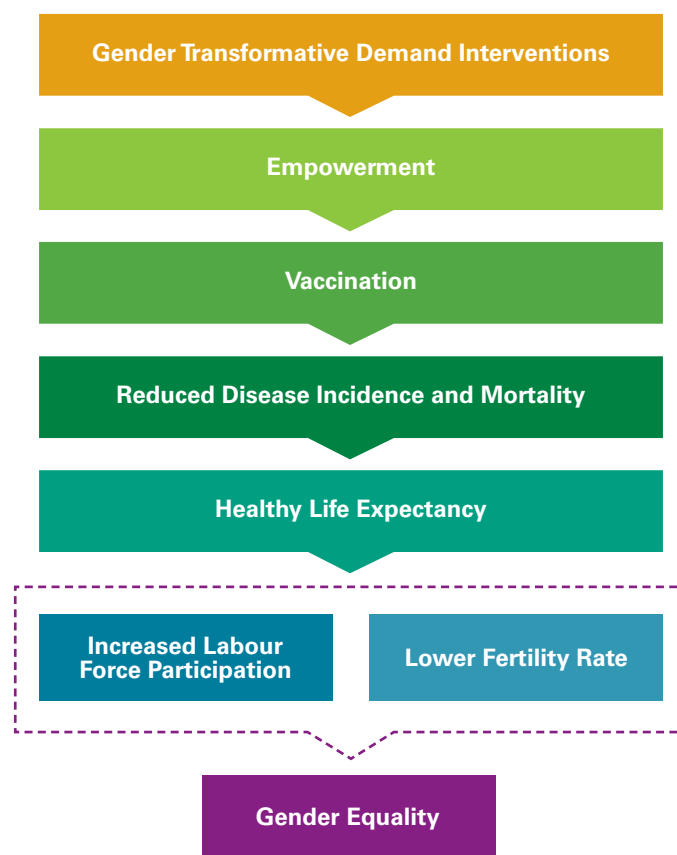 Gender Transformative Demand Interventions
Empowerment
Vaccination
Reduced Disease Incidence and Mortality
Healthy Life Expectancy
Increased Labour
Force Participation
Lower Fertility Rate
Gender Equality